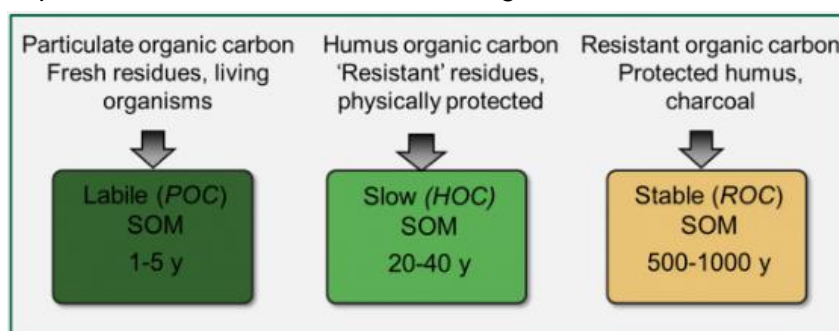 Particulate organic carbon
Fresh residues, living
organisms
Humus organic carbon
'Resistant' residues,
physically protected
Resistant organic carbon
Protected humus,
charcoal
Labile (POC)
SOM
1-5 y
Slow (HOC)
SOM
20-40 y
Stable (ROC)
SOM
500-1000 y